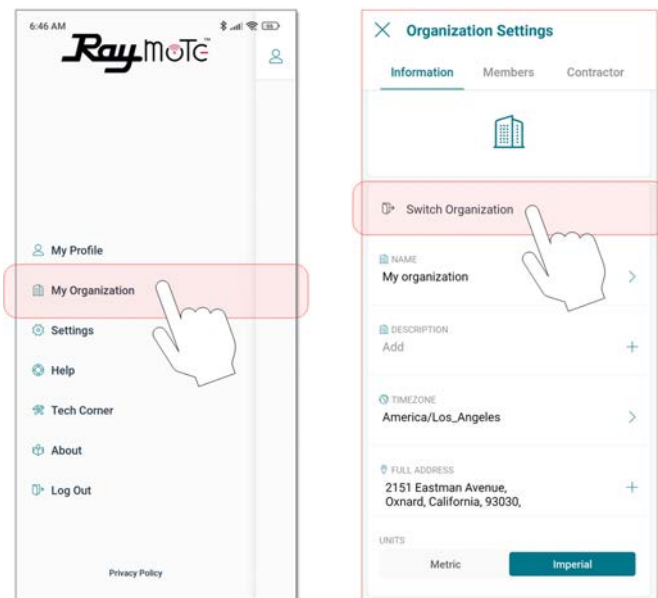 6:46 AM
55
RayMOTE™
My Profile
My Organization
Settings
Help
Tech Corner
About
Log Out
Privacy Policy
Organization Settings
Information Members Contractor
Switch Organization
NAME
My organization
DESCRIPTION
Add
TIMEZONE
America/Los_Angeles
FULL ADDRESS
2151 Eastman Avenue,
Oxnard, California, 93030,
UNITS
Metric Imperial